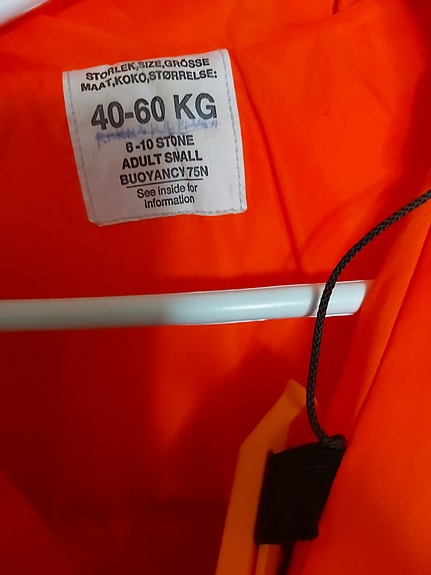 STORLEK,SIZE,GRÖSSE
MAAT,KOKO,STØRRELSE:
40-60 KG
6-10 STONE
ADULT SMALL
BUOYANCY 75N
See inside for
information